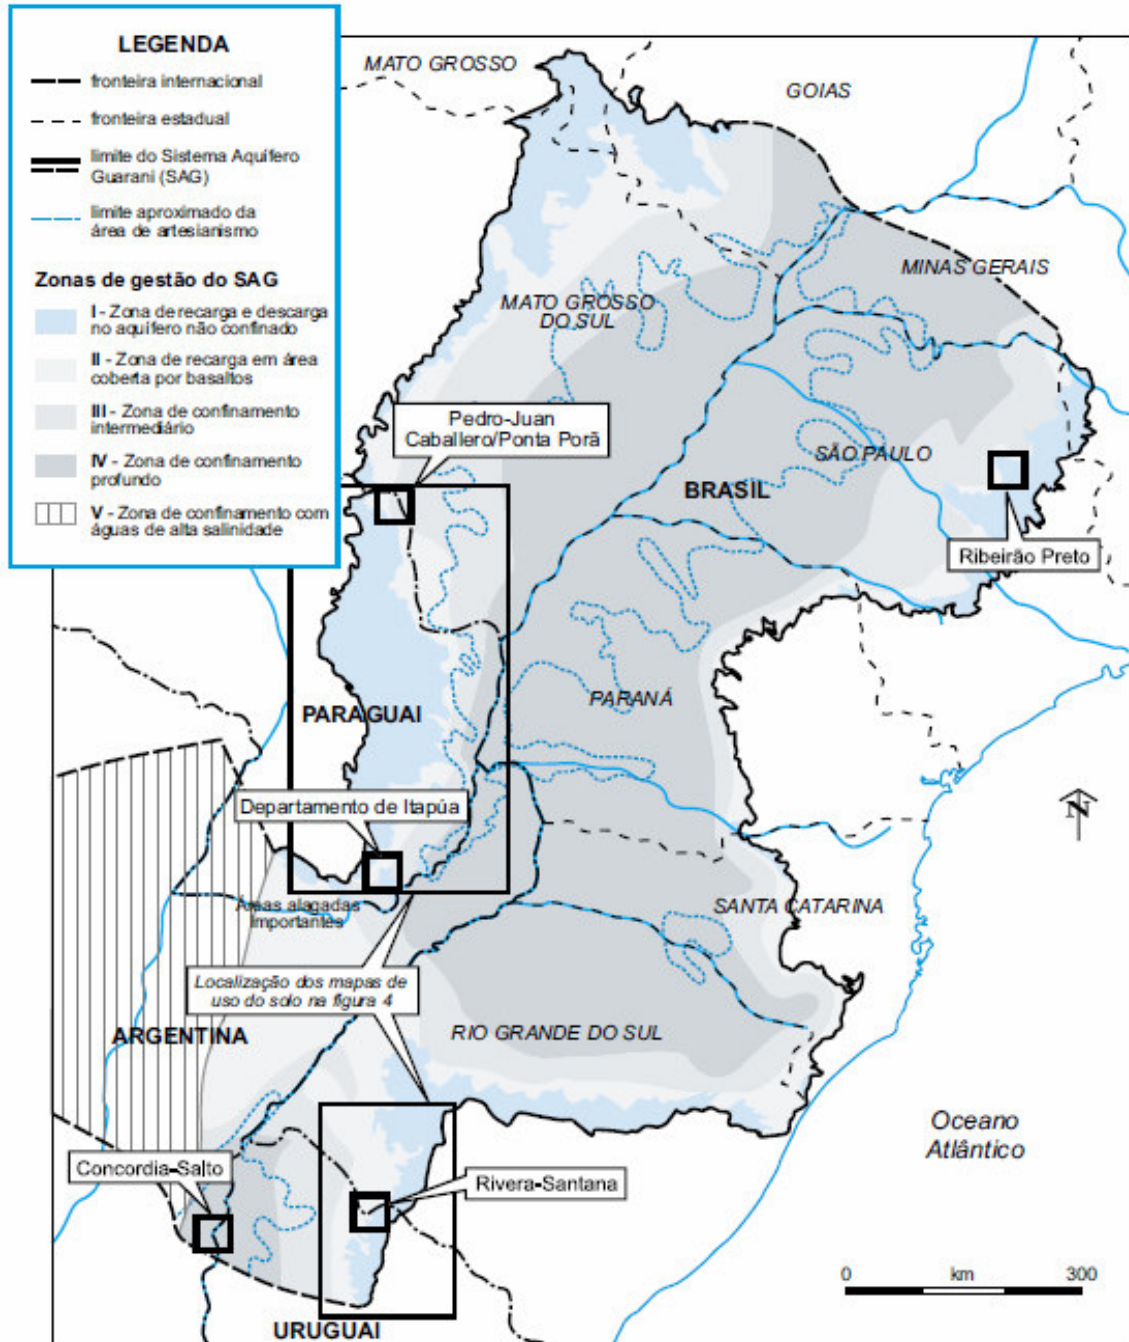 LEGENDA
fronteira internacional
fronteira estadual
limite do Sistema Aquífero
Guarani (SAG)
limite aproximado da
área de artesianismo
Zonas de gestão do SAG
I - Zona de recarga e descarga
no aquífero não confinado
II - Zona de recarga em área
coberta por basaltos
III - Zona de confinamento
intermediário
IV - Zona de confinamento
profundo
V - Zona de confinamento com
águas de alta salinidade
MATO GROSSO
GOIAS
MINAS GERAIS
MATO GROSSO
DO SUL
Pedro-Juan
Caballero/Ponta Porã
SÃO PAULO
BRASIL
Ribeirão Preto
PARANÁ
PARAGUAI
Departamento de Itapúa
N
Áreas alagadas
Importantes
SANTA CATARINA
Localização dos mapas de
uso do solo na figura 4
ARGENTINA
RIO GRANDE DO SUL
Oceano
Atlântico
Concordia-Salto
Rivera-Santana
0 km 300
URUGUAI